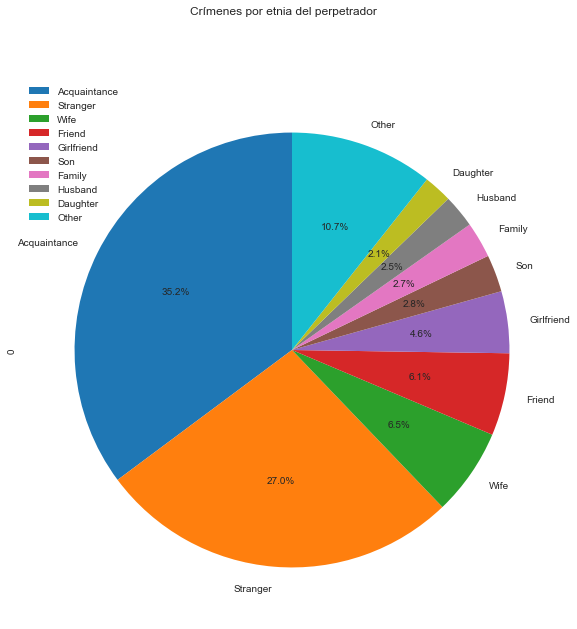 Crímenes por etnia del perpetrador
Acquaintance
Stranger
Wife
Friend
Girlfriend
Son
Family
Husband
Daughter
Other
Other
Daughter
Husband
Family
Son
Girlfriend
Friend
Wife
Stranger
Acquaintance
10.7%
2.1%
2.5%
2.7%
2.8%
4.6%
6.1%
6.5%
27.0%
35.2%
0